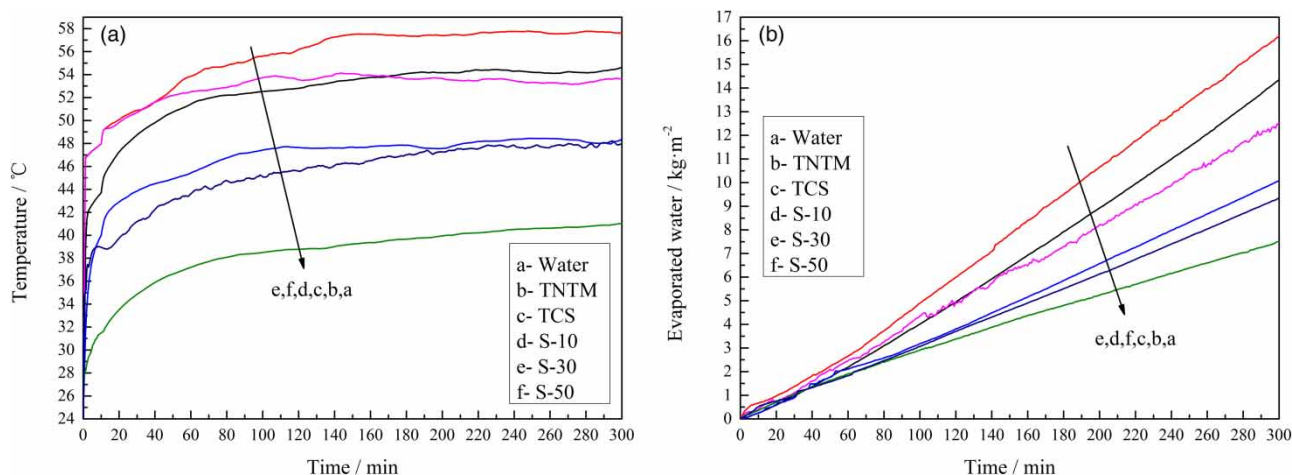 (a)
58
56
54
52
50
48
46
44
42
40
38
36
34
32
30
28
26
24
Temperature / ℃
0 20 40 60 80 100 120 140 160 180 200 220 240 260 280 300
Time / min
e,f,d,c,b,a
a- Water
b- TNTM
c- TCS
d- S-10
e- S-30
f- S-50
(b)
17
16
15
14
13
12
11
10
9
8
7
6
5
4
3
2
1
0
Evaporated water / kg·m⁻²
0 20 40 60 80 100 120 140 160 180 200 220 240 260 280 300
Time / min
a- Water
b- TNTM
c- TCS
d- S-10
e- S-30
f- S-50
e,d,f,c,b,a